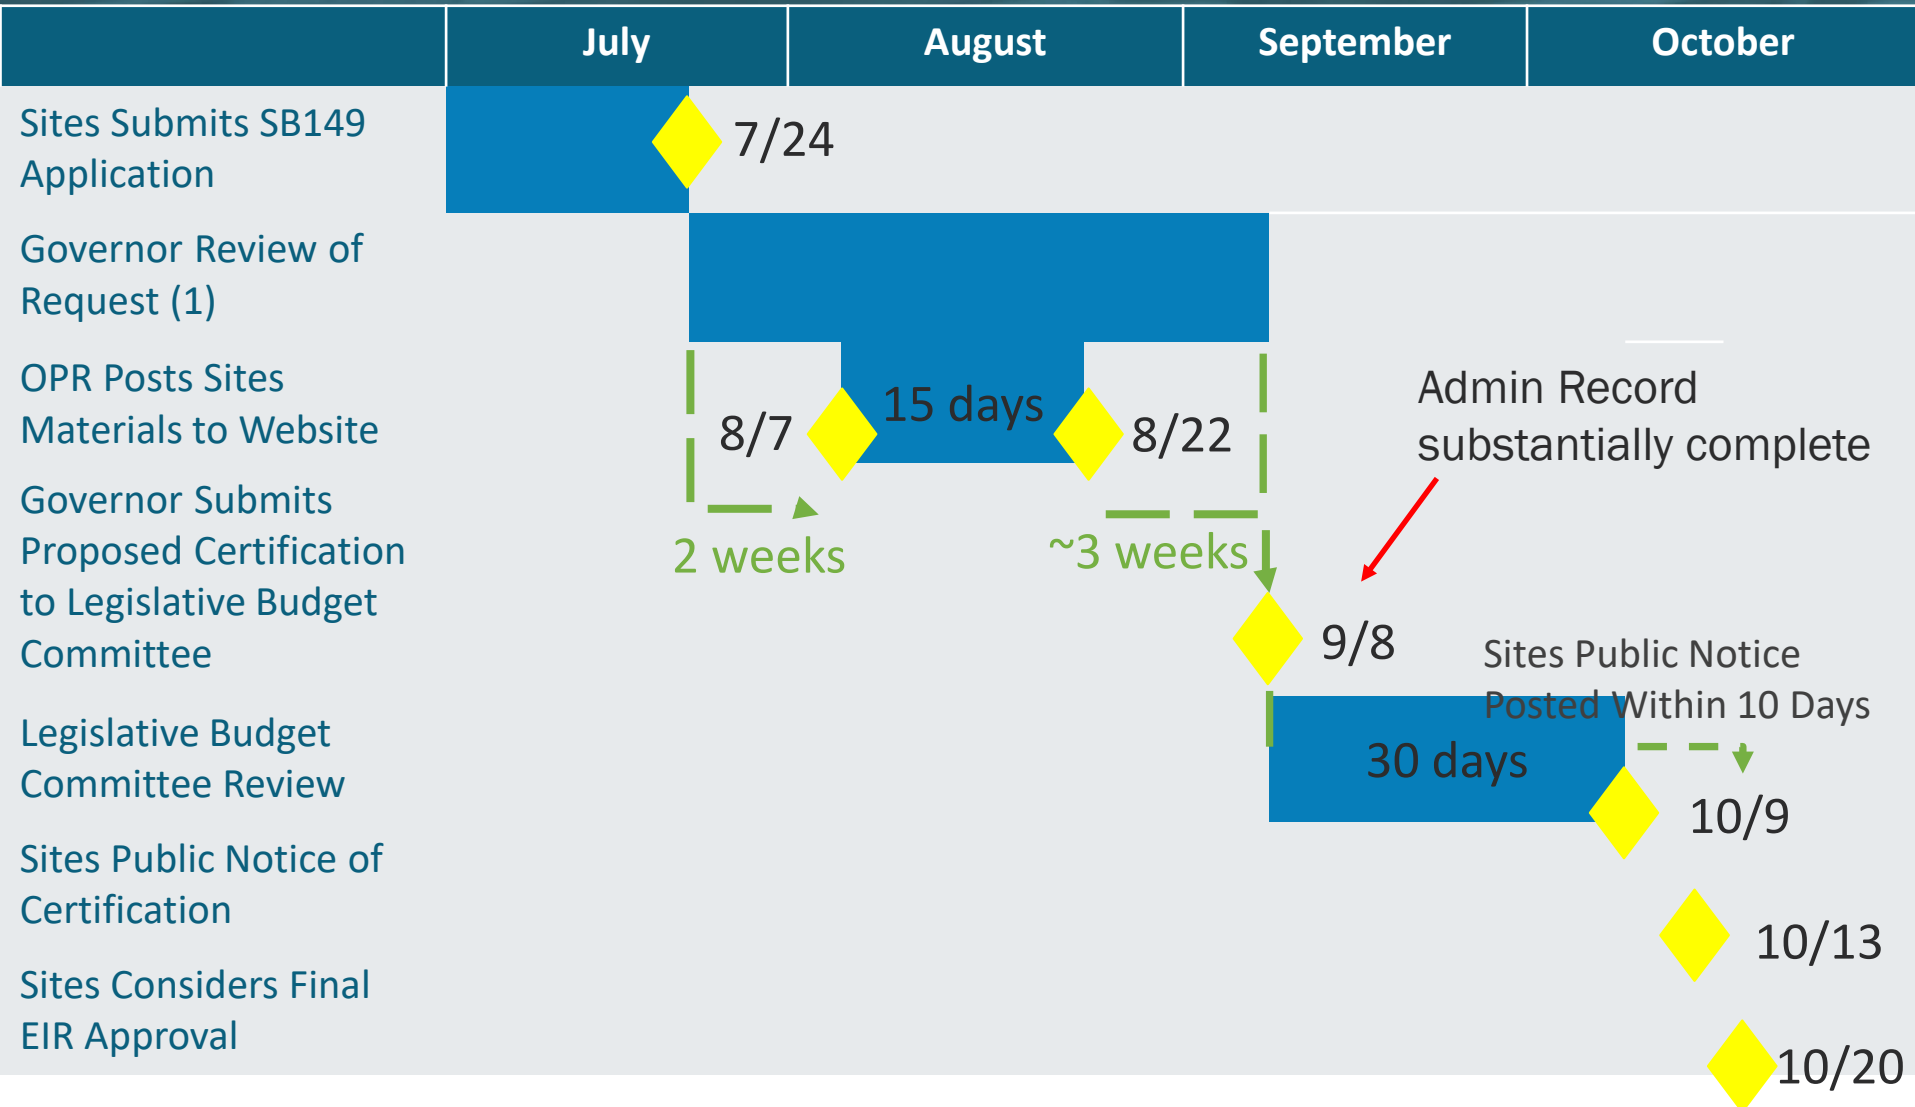 July August September October
Sites Submits SB149
Application
7/24
Governor Review of
Request (1)
OPR Posts Sites
Materials to Website
8/7
15 days
8/22
Admin Record
substantially complete
Governor Submits
Proposed Certification
to Legislative Budget
Committee
2 weeks
~3 weeks
9/8
Sites Public Notice
Posted Within 10 Days
Legislative Budget
Committee Review
30 days
10/9
Sites Public Notice of
Certification
10/13
Sites Considers Final
EIR Approval
10/20